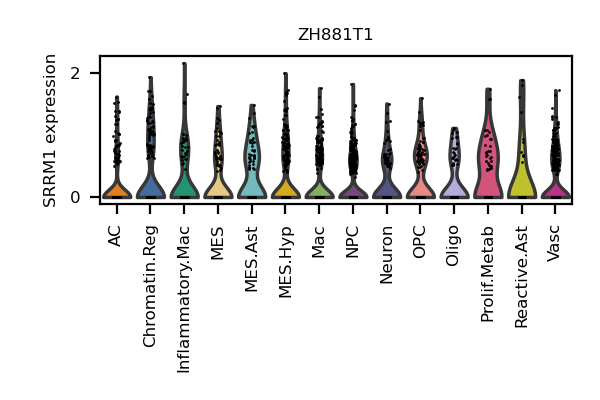 ZH881T1
SRRM1 expression
2
0
AC
Chromatin.Reg
Inflammatory.Mac
MES
MES.Ast
MES.Hyp
Mac
NPC
Neuron
OPC
Oligo
Prolif.Metab
Reactive.Ast
Vasc